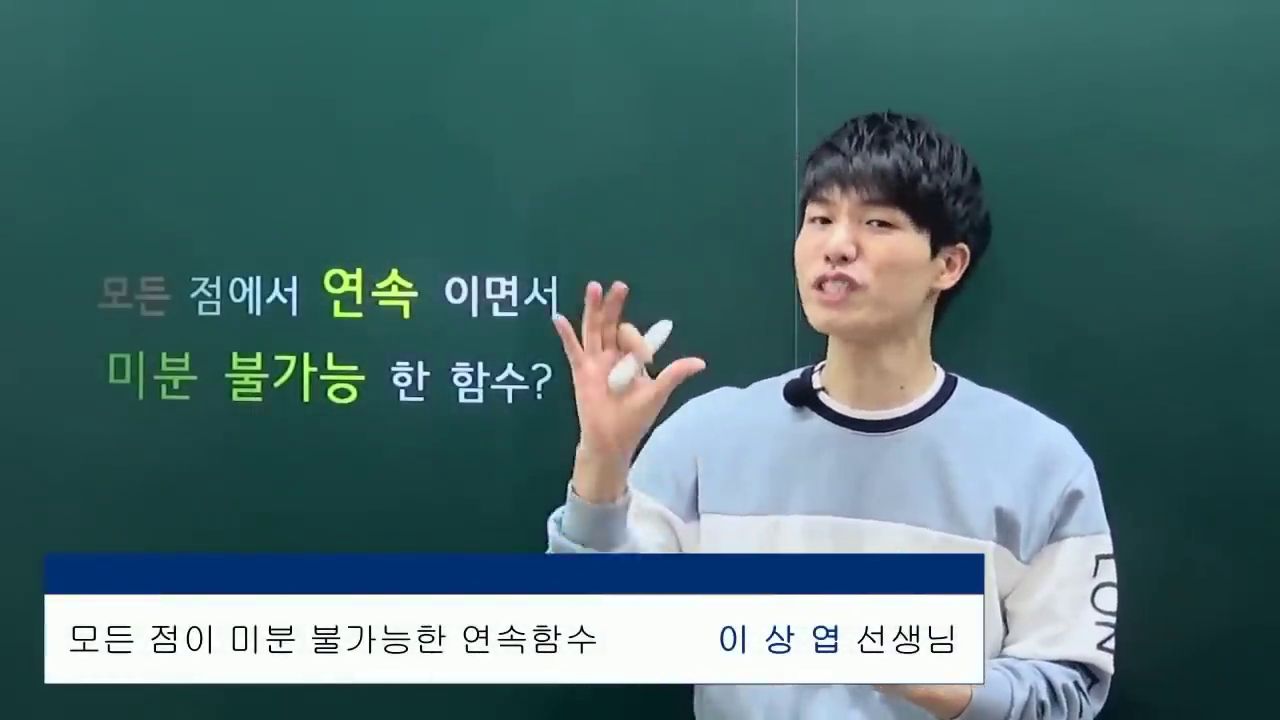 모든 점에서 연속 이면서
미분 불가능 한 함수?
LON
모든 점이 미분 불가능한 연속함수 이 상 엽 선생님